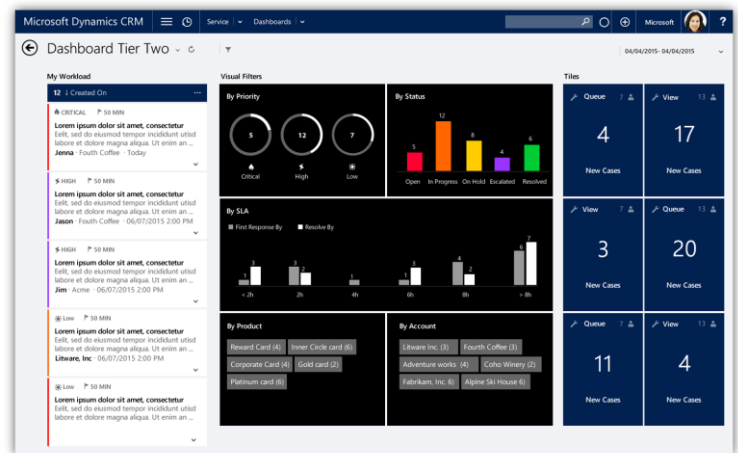 Microsoft Dynamics CRM
Service
Dashboards
Microsoft
?
Dashboard Tier Two
04/04/2015- 04/04/2015
My Workload
12 ↓ Created On
...
CRITICAL 50 MIN
Lorem ipsum dolor sit amet, consectetur
Eelit, sed do eiusmod tempor incididunt utisd
labore et dolore magna aliqua. Ut enim an ...
Jenna · Fouth Coffee · Today
HIGH 50 MIN
Lorem ipsum dolor sit amet, consectetur
Eelit, sed do eiusmod tempor incididunt utisd
labore et dolore magna aliqua. Ut enim an ...
Jason · Fouth Coffee · 06/07/2015 2:00 PM
HIGH 50 MIN
Lorem ipsum dolor sit amet, consectetur
Eelit, sed do eiusmod tempor incididunt utisd
labore et dolore magna aliqua. Ut enim an ...
Jim · Acme · 06/07/2015 2:00 PM
Low 50 MIN
Lorem ipsum dolor sit amet, consectetur
Eelit, sed do eiusmod tempor incididunt utisd
labore et dolore magna aliqua. Ut enim an ...
Litware, Inc · 06/07/2015 2:00 PM
Low 50 MIN
Lorem ipsum dolor sit amet, consectetur
Eelit, sed do eiusmod tempor incididunt utisd
labore et dolore magna aliqua. Ut enim an ...
Visual Filters
By Priority
5 12 7
Critical High Low
By Status
12
8
6
5
4
Open In Progress On Hold Escalated Resolved
By SLA
First Response By Resolve By
1 3 3 2 1 1 3 4 2 6 7
< 2h 2h 4h 6h 8h > 8h
By Product
Reward Card (4) Inner Circle card (6)
Corporate Card (4) Gold card (2)
Platinum card (6)
By Account
Litware Inc. (3) Fourth Coffee (3)
Adventure works (4) Coho Winery (2)
Fabrikam, Inc. 6) Alpine Ski House 6)
Tiles
Queue 7
4
New Cases
View 13
17
New Cases
View 7
3
New Cases
Queue 13
20
New Cases
Queue 7
11
New Cases
View 13
4
New Cases